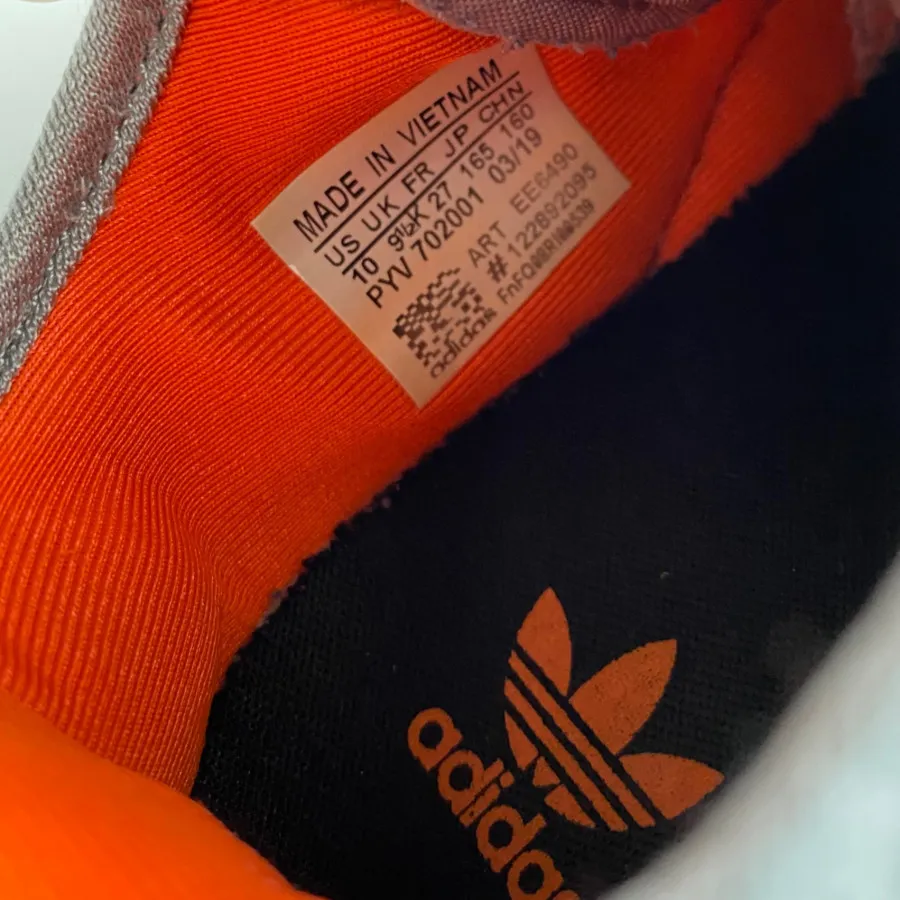 MADE IN VIETNAM
US UK FR JP CHN
10 9½K 27 165 160
PYV 702001 03/19
ART EE6490
#122892095
adidas
adidas